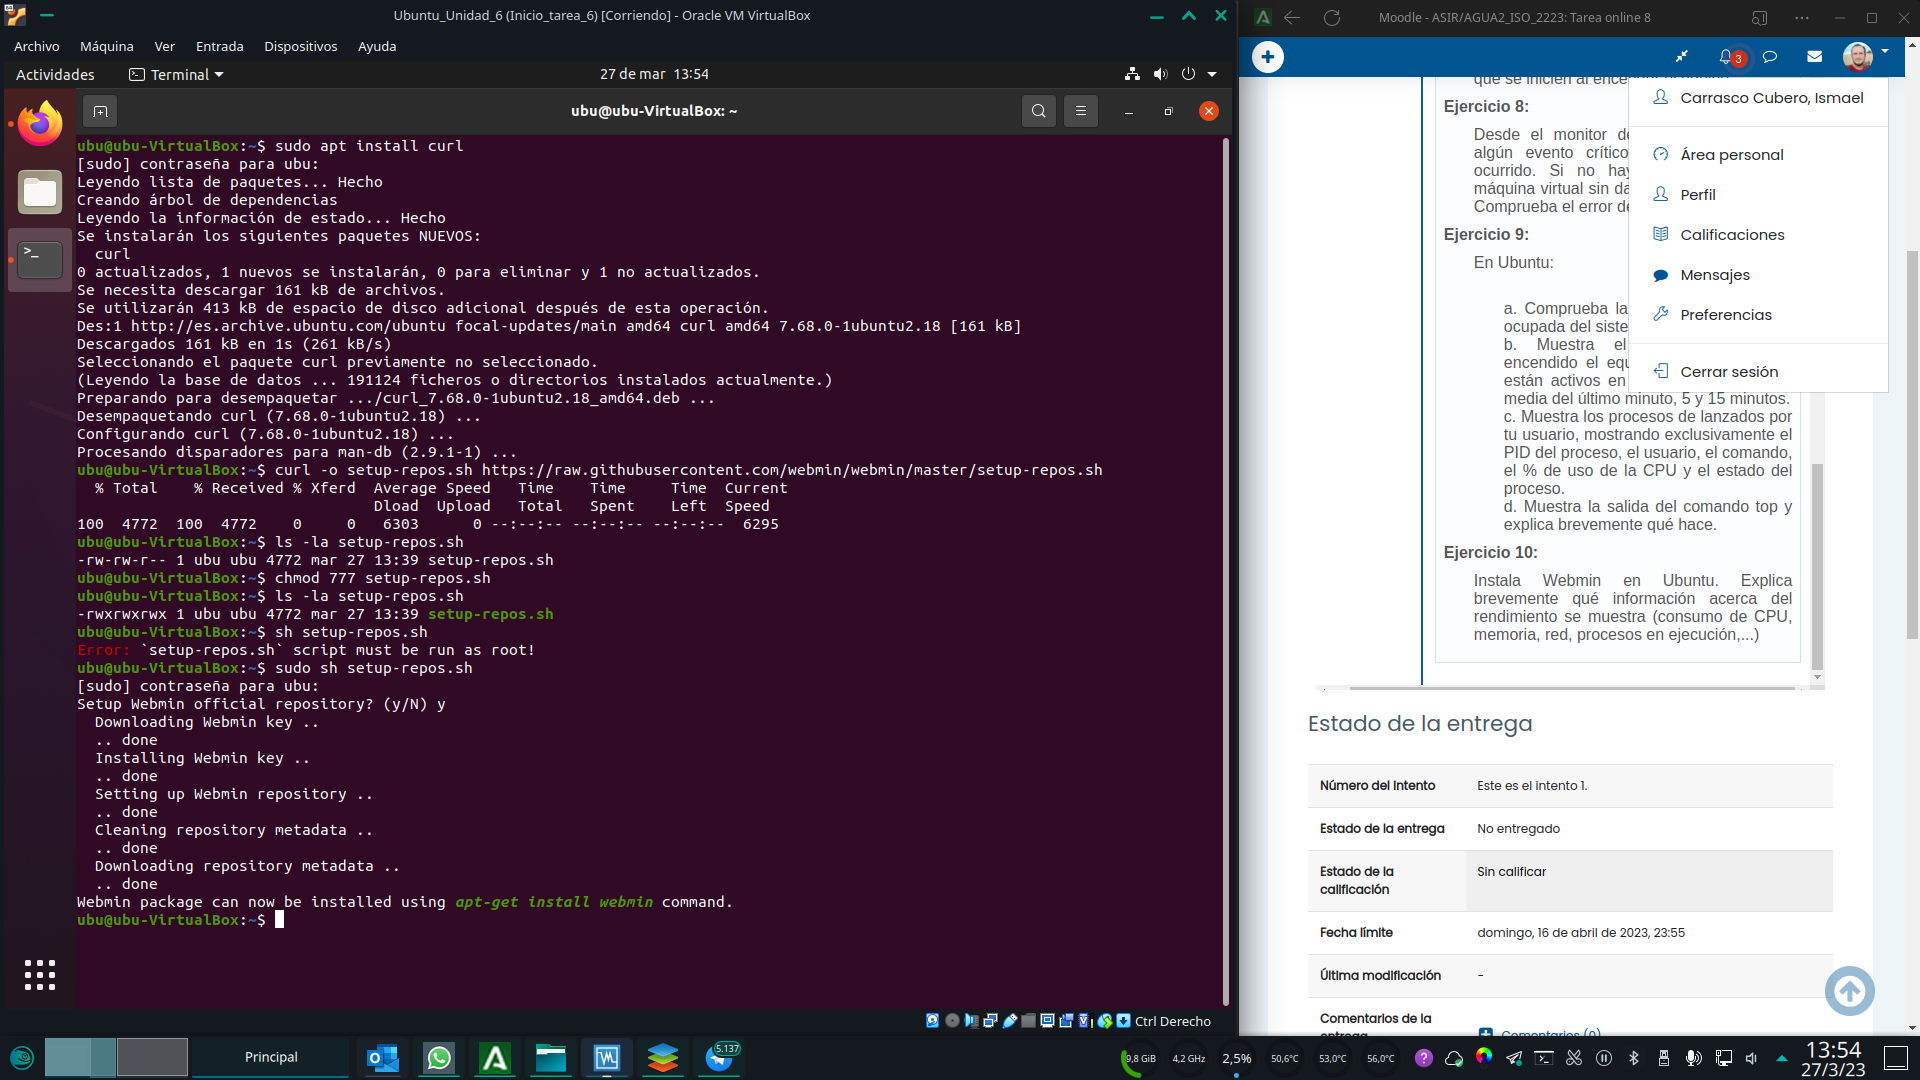 Ubuntu_Unidad_6 (Inicio_tarea_6) [Corriendo] - Oracle VM VirtualBox
Archivo Máquina Ver Entrada Dispositivos Ayuda
Actividades Terminal 27 de mar 13:54
ubu@ubu-VirtualBox: ~
ubu@ubu-VirtualBox:~$ sudo apt install curl
[sudo] contraseña para ubu:
Leyendo lista de paquetes... Hecho
Creando árbol de dependencias
Leyendo la información de estado... Hecho
Se instalarán los siguientes paquetes NUEVOS:
curl
0 actualizados, 1 nuevos se instalarán, 0 para eliminar y 1 no actualizados.
Se necesita descargar 161 kB de archivos.
Se utilizarán 413 kB de espacio de disco adicional después de esta operación.
Des:1 http://es.archive.ubuntu.com/ubuntu focal-updates/main amd64 curl amd64 7.68.0-1ubuntu2.18 [161 kB]
Descargados 161 kB en 1s (261 kB/s)
Seleccionando el paquete curl previamente no seleccionado.
(Leyendo la base de datos ... 191124 ficheros o directorios instalados actualmente.)
Preparando para desempaquetar .../curl_7.68.0-1ubuntu2.18_amd64.deb ...
Desempaquetando curl (7.68.0-1ubuntu2.18) ...
Configurando curl (7.68.0-1ubuntu2.18) ...
Procesando disparadores para man-db (2.9.1-1) ...
ubu@ubu-VirtualBox:~$ curl -o setup-repos.sh https://raw.githubusercontent.com/webmin/webmin/master/setup-repos.sh
% Total % Received % Xferd Average Speed Time Time Time Current
Dload Upload Total Spent Left Speed
100 4772 100 4772 0 0 6303 0 --:--:-- --:--:-- --:--:-- 6295
ubu@ubu-VirtualBox:~$ ls -la setup-repos.sh
-rw-rw-r-- 1 ubu ubu 4772 mar 27 13:39 setup-repos.sh
ubu@ubu-VirtualBox:~$ chmod 777 setup-repos.sh
ubu@ubu-VirtualBox:~$ ls -la setup-repos.sh
-rwxrwxrwx 1 ubu ubu 4772 mar 27 13:39 setup-repos.sh
ubu@ubu-VirtualBox:~$ sh setup-repos.sh
Error: `setup-repos.sh` script must be run as root!
ubu@ubu-VirtualBox:~$ sudo sh setup-repos.sh
[sudo] contraseña para ubu:
Setup Webmin official repository? (y/N) y
Downloading Webmin key ..
.. done
Installing Webmin key ..
.. done
Setting up Webmin repository ..
.. done
Cleaning repository metadata ..
.. done
Downloading repository metadata ..
.. done
Webmin package can now be installed using apt-get install webmin command.
ubu@ubu-VirtualBox:~$
Ctrl Derecho
Moodle - ASIR/AGUA2_ISO_2223: Tarea online 8
3
Carrasco Cubero, Ismael
Área personal
Perfil
Calificaciones
Mensajes
Preferencias
Cerrar sesión
que se inicien al
Ejercicio 8:
Desde el monitor
algún evento crítico
ocurrido. Si no
máquina virtual sin
Comprueba el error
Ejercicio 9:
En Ubuntu:
a. Comprueba la
ocupada del
b. Muestra el
encendido el
están activos en
media del último minuto, 5 y 15 minutos.
c. Muestra los procesos de lanzados por
tu usuario, mostrando exclusivamente el
PID del proceso, el usuario, el comando,
el % de uso de la CPU y el estado del
proceso.
d. Muestra la salida del comando top y
explica brevemente qué hace.
Ejercicio 10:
Instala Webmin en Ubuntu. Explica
brevemente qué información acerca del
rendimiento se muestra (consumo de CPU,
memoria, red, procesos en ejecución,...)
Estado de la entrega
Número del intento Este es el intento 1.
Estado de la entrega No entregado
Estado de la calificación Sin calificar
Fecha límite domingo, 16 de abril de 2023, 23:55
Última modificación -
Comentarios de la
Comentarios (0)
Principal
5.137
9,8 GiB 4,2 GHz 2,5% 50,6°C 53,0°C 56,0°C
13:54
27/3/23